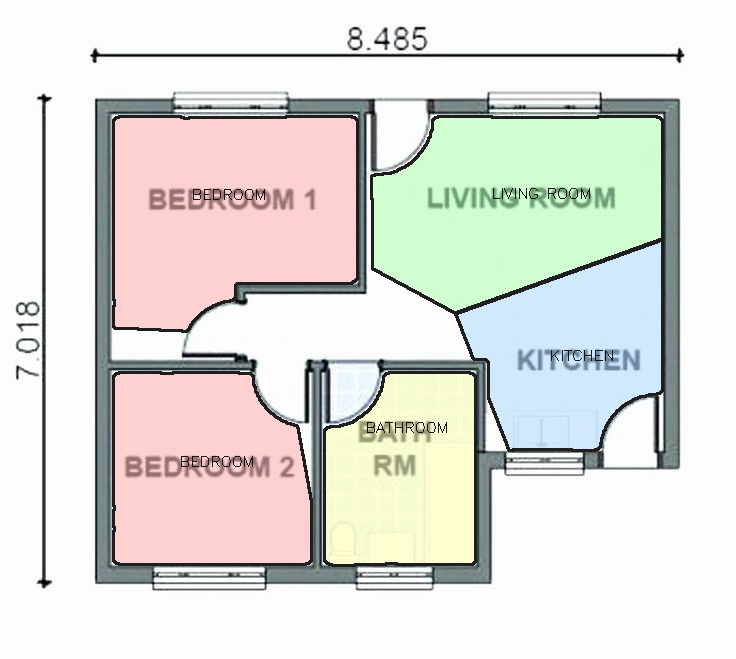 8.485
7.018
BEDROOM 1
BEDROOM
LIVING ROOM
LIVING ROOM
KITCHEN
KITCHEN
BEDROOM 2
BEDROOM
BATH
RM
BATHROOM